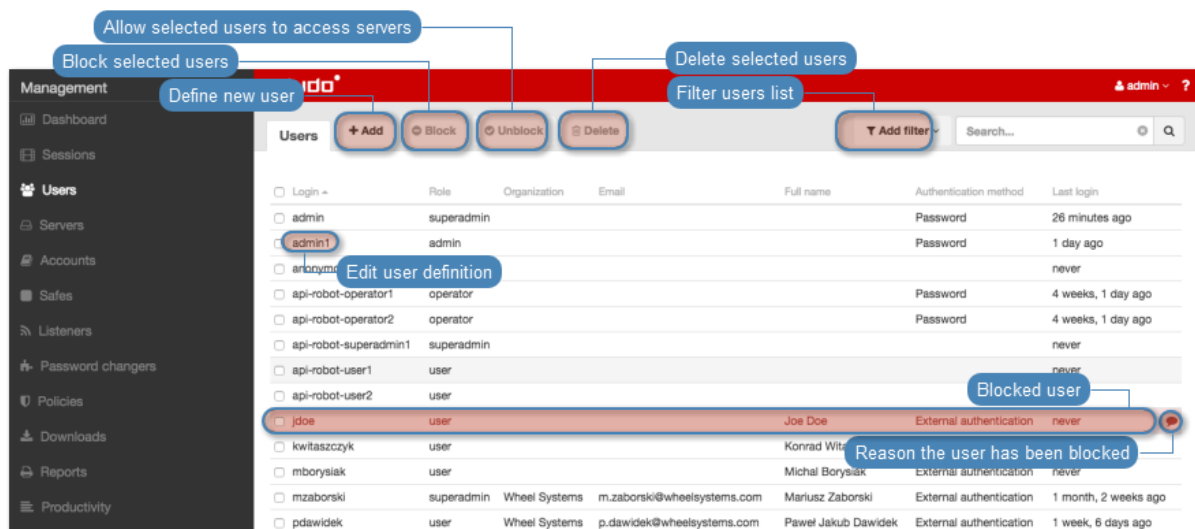 Allow selected users to access servers
Block selected users
Delete selected users
Management
Define new user
Filter users list
admin
?
Dashboard
Sessions
Users
Servers
Accounts
Safes
Listeners
Password changers
Policies
Downloads
Reports
Productivity
Users
+ Add
Block
Unblock
Delete
Add filter
Search...
Login Role Organization Email Full name Authentication method Last login
admin superadmin Password 26 minutes ago
admin1 admin Password 1 day ago
Edit user definition
never
api-robot-operator1 operator Password 4 weeks, 1 day ago
api-robot-operator2 operator Password 4 weeks, 1 day ago
api-robot-superadmin1 superadmin never
api-robot-user1 user never
api-robot-user2 user
Blocked user
jdoe user Joe Doe External authentication never
kwitaszczyk user Konrad
Reason the user has been blocked
mborysiak user Michal Borysiak External authentication never
mzaborski superadmin Wheel Systems m.zaborski@wheelsystems.com Mariusz Zaborski External authentication 1 month, 2 weeks ago
pdawidek user Wheel Systems p.dawidek@wheelsystems.com Paweł Jakub Dawidek External authentication 1 week, 6 days ago